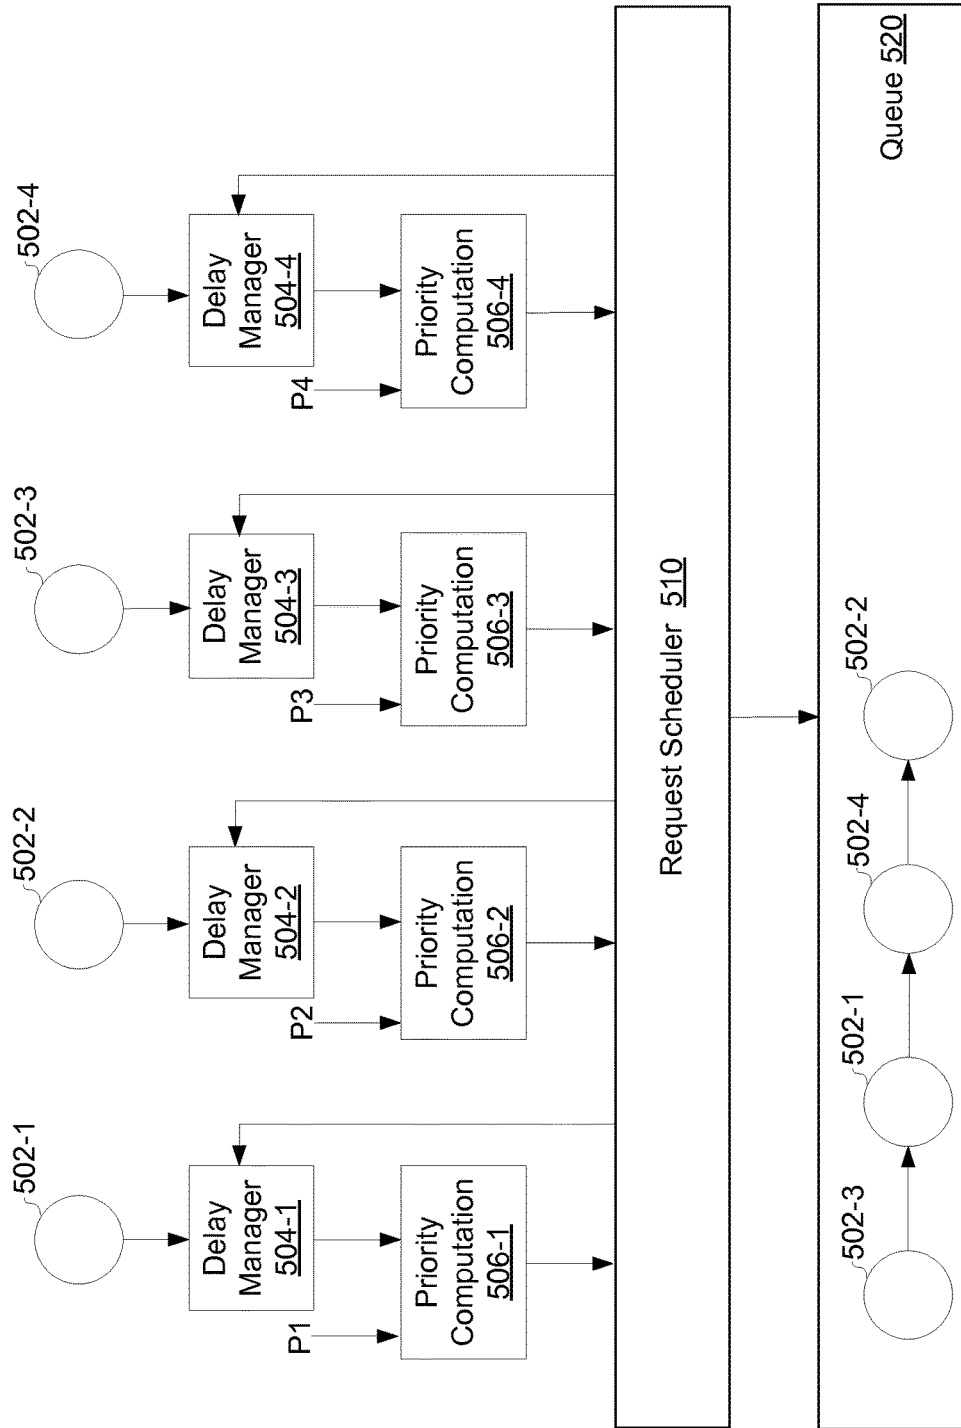 502-1
502-2
502-3
502-4
Delay
Manager
504-1
Delay
Manager
504-2
Delay
Manager
504-3
Delay
Manager
504-4
P1
P2
P3
P4
Priority
Computation
506-1
Priority
Computation
506-2
Priority
Computation
506-3
Priority
Computation
506-4
Request Scheduler 510
502-3
502-1
502-4
502-2
Queue 520